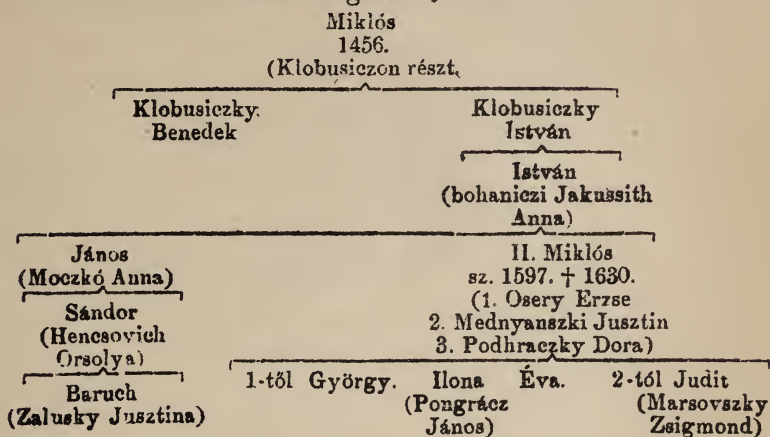 Miklós
1456.
(Klobusiczon részt.
Klobusiczky. Klobusiczky
Benedek István
István
(bohaniczi Jakussith
Anna)
János II. Miklós
(Moczkó Anna) sz. 1597. † 1630.
Sándor (1. Osery Erzse
(Hencsovich 2. Mednyanszki Jusztin
Orsolya) 3. Podhraczky Dora)
Baruch 1-től György. Ilona Éva. 2-tól Judit
(Zalusky Jusztina) (Pongrácz (Marsovszky
János) Zsigmond)